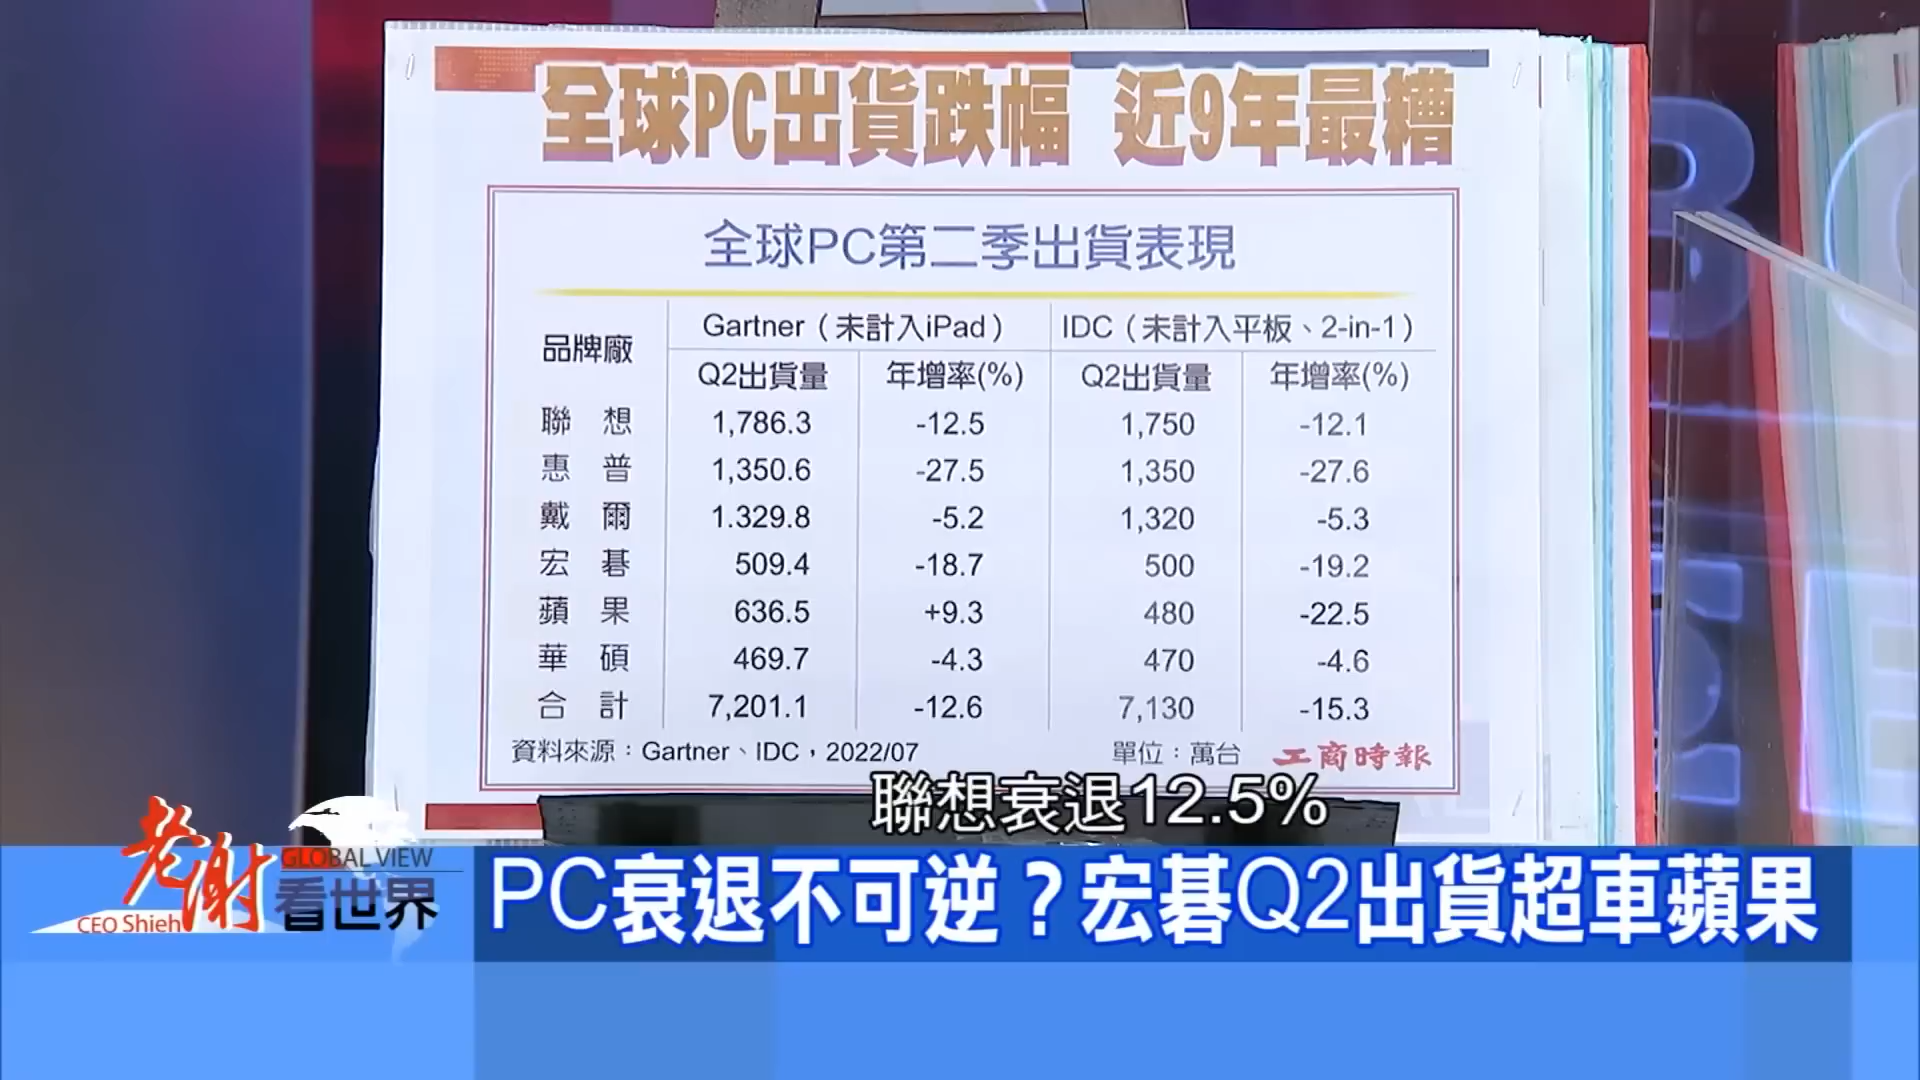 全球PC出貨跌幅 近9年最糟
全球PC第二季出貨表現
品牌廠 Gartner（未計入iPad） IDC（未計入平板、2-in-1）
Q2出貨量 年增率(%) Q2出貨量 年增率(%)
聯想 1,786.3 -12.5 1,750 -12.1
惠普 1,350.6 -27.5 1,350 -27.6
戴爾 1.329.8 -5.2 1,320 -5.3
宏碁 509.4 -18.7 500 -19.2
蘋果 636.5 +9.3 480 -22.5
華碩 469.7 -4.3 470 -4.6
合計 7,201.1 -12.6 7,130 -15.3
資料來源：Gartner、IDC，2022/07 單位：萬台 工商時報
聯想衰退12.5%
老謝 GLOBAL VIEW
CEO Shieh 看世界
PC衰退不可逆？宏碁Q2出貨超車蘋果